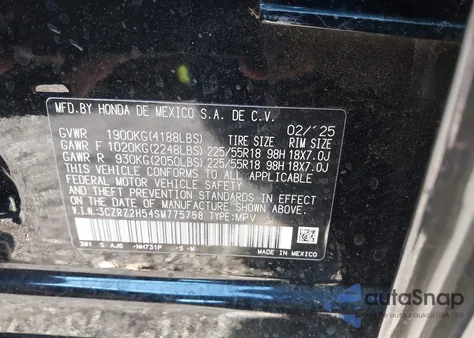 MFD.BY HONDA DE MEXICO S.A. DE C.V.
02/'25
GVWR 1900KG(4188LBS) TIRE SIZE RIM SIZE
GAWR F 1020KG(2248LBS) 225/55R18 98H 18X7.0J
GAWR R 930KG(2050LBS) 225/55R18 98H 18X7.0J
THIS VEHICLE CONFORMS TO ALL APPLICABLE
FEDERAL MOTOR VEHICLE SAFETY AND THEFT
PREVENTION STANDARDS IN EFFECT ON THE DATE
OF MANUFACTURE SHOWN ABOVE.
V.I.N.:3CZRZ2H54SM775758 TYPE:MPV
3W1 S AJB -NH731P -S -N
MADE IN MEXICO
autoSnap